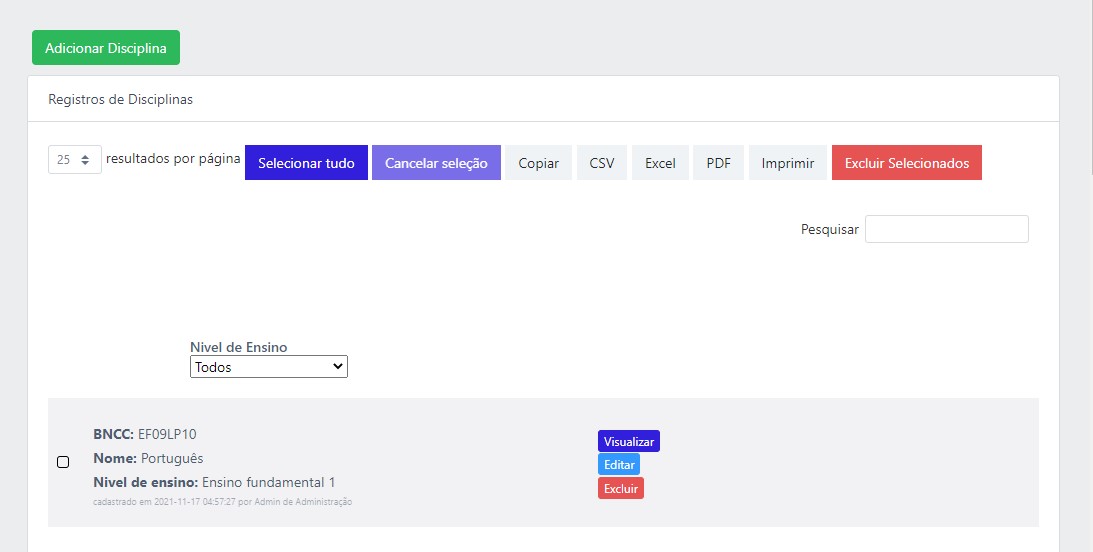 Adicionar Disciplina
Registros de Disciplinas
25 resultados por página Selecionar tudo Cancelar seleção Copiar CSV Excel PDF Imprimir Excluir Selecionados
Pesquisar
Nivel de Ensino
Todos
BNCC: EF09LP10
Visualizar
Nome: Português
Editar
Nivel de ensino: Ensino fundamental 1
Excluir
cadastrado em 2021-11-17 04:57:27 por Admin de Administração